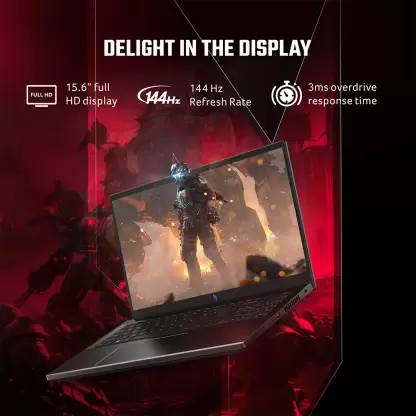 DELIGHT IN THE DISPLAY
FULL HD
15.6" full
HD display
144Hz
144 Hz
Refresh Rate
3ms overdrive
response time